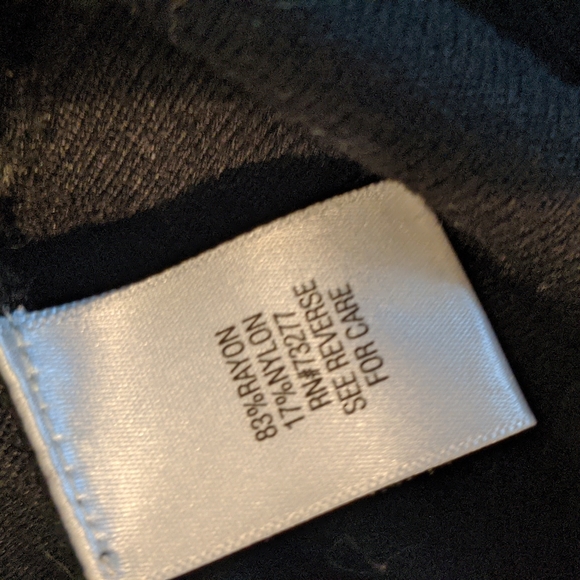 83%RAYON
17%NYLON
RN#73277
SEE REVERSE
FOR CARE